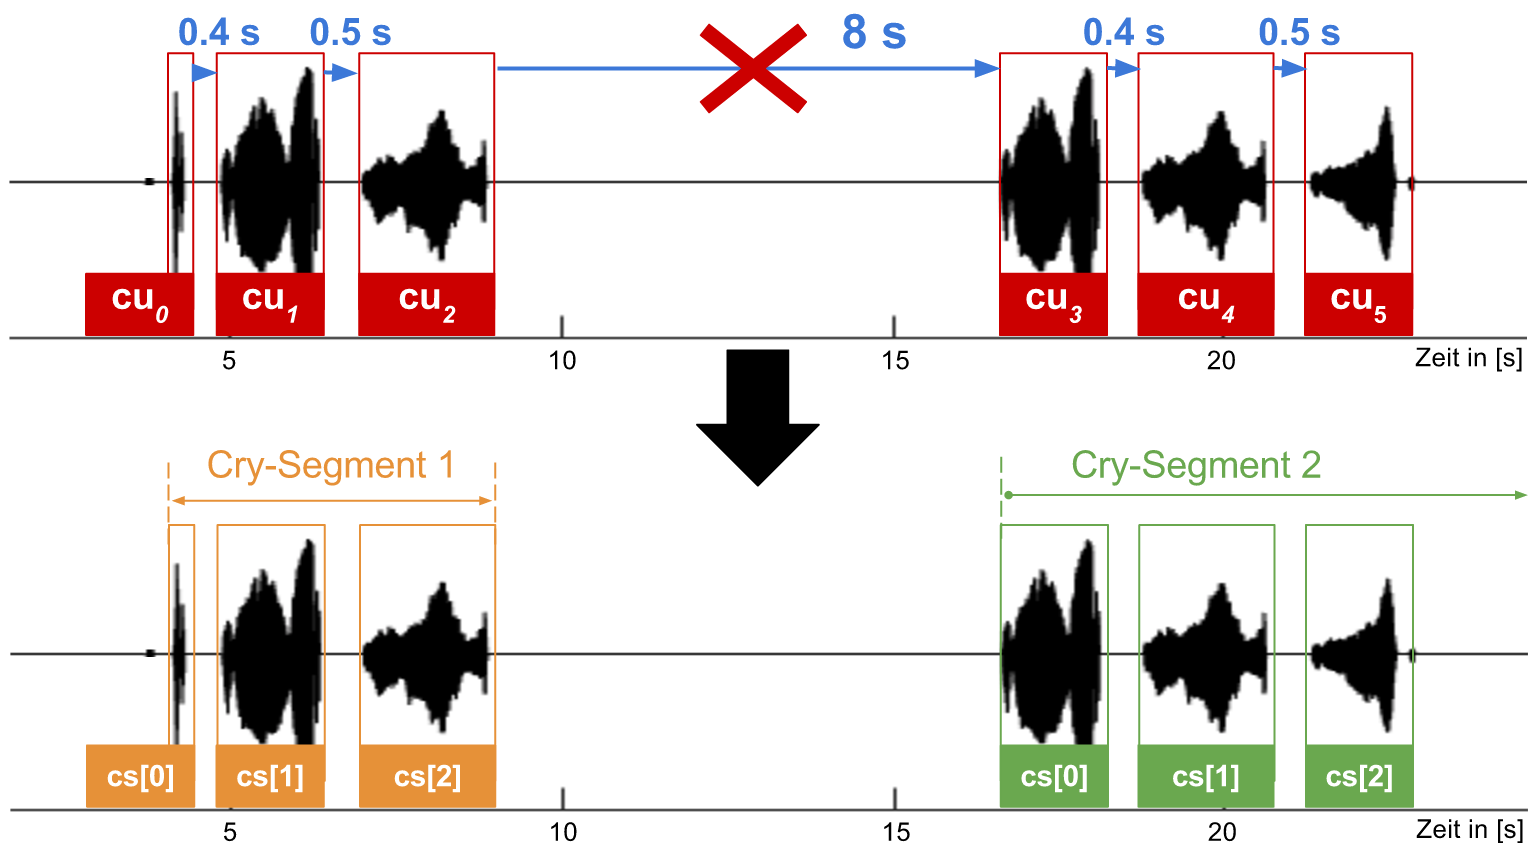 0.4 s 0.5 s 8 s 0.4 s 0.5 s
cu0 cu1 cu2 cu3 cu4 cu5
5 10 15 20 Zeit in [s]
Cry-Segment 1 Cry-Segment 2
cs[0] cs[1] cs[2] cs[0] cs[1] cs[2]
5 10 15 20 Zeit in [s]